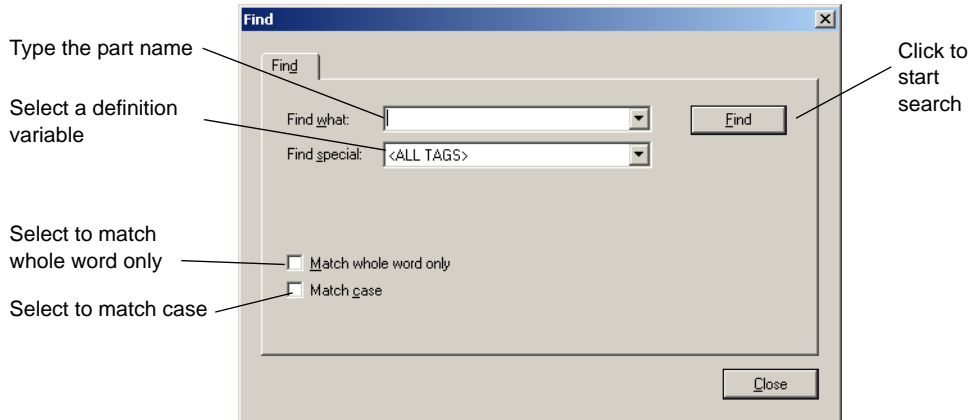 Find
Type the part name
Find
Click to
start
search
Select a definition
variable
Find what:
Find
Find special:
<ALL TAGS>
Select to match
whole word only
Match whole word only
Select to match case
Match case
Close